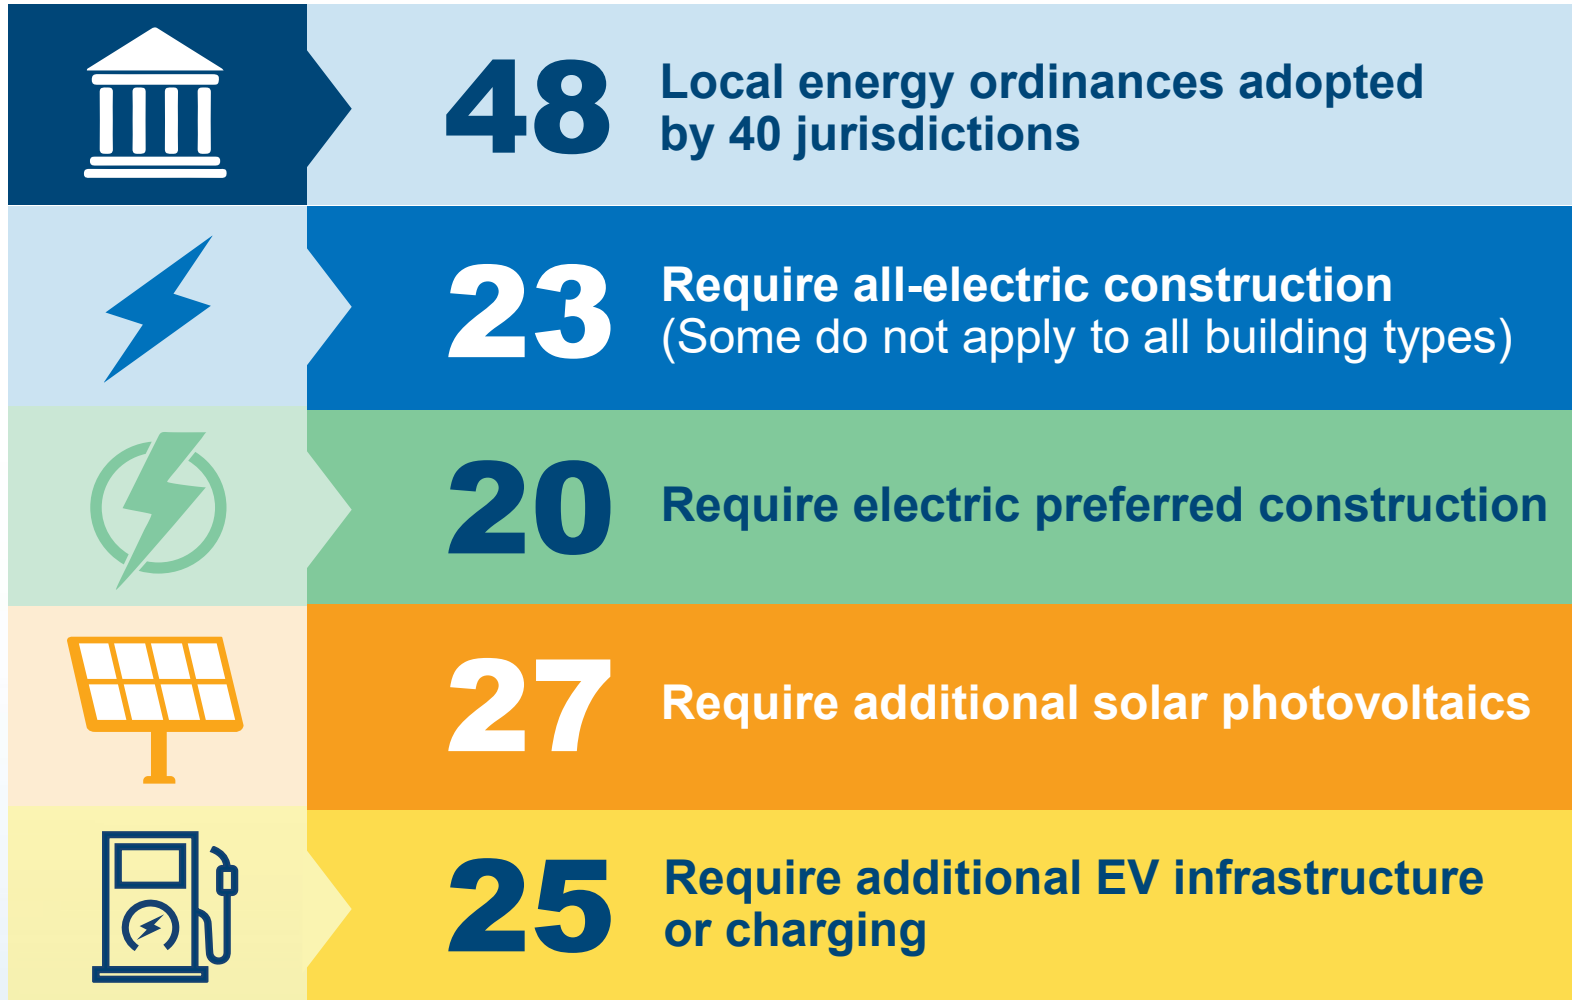 48 Local energy ordinances adopted
by 40 jurisdictions
23 Require all-electric construction
(Some do not apply to all building types)
20 Require electric preferred construction
27 Require additional solar photovoltaics
25 Require additional EV infrastructure
or charging